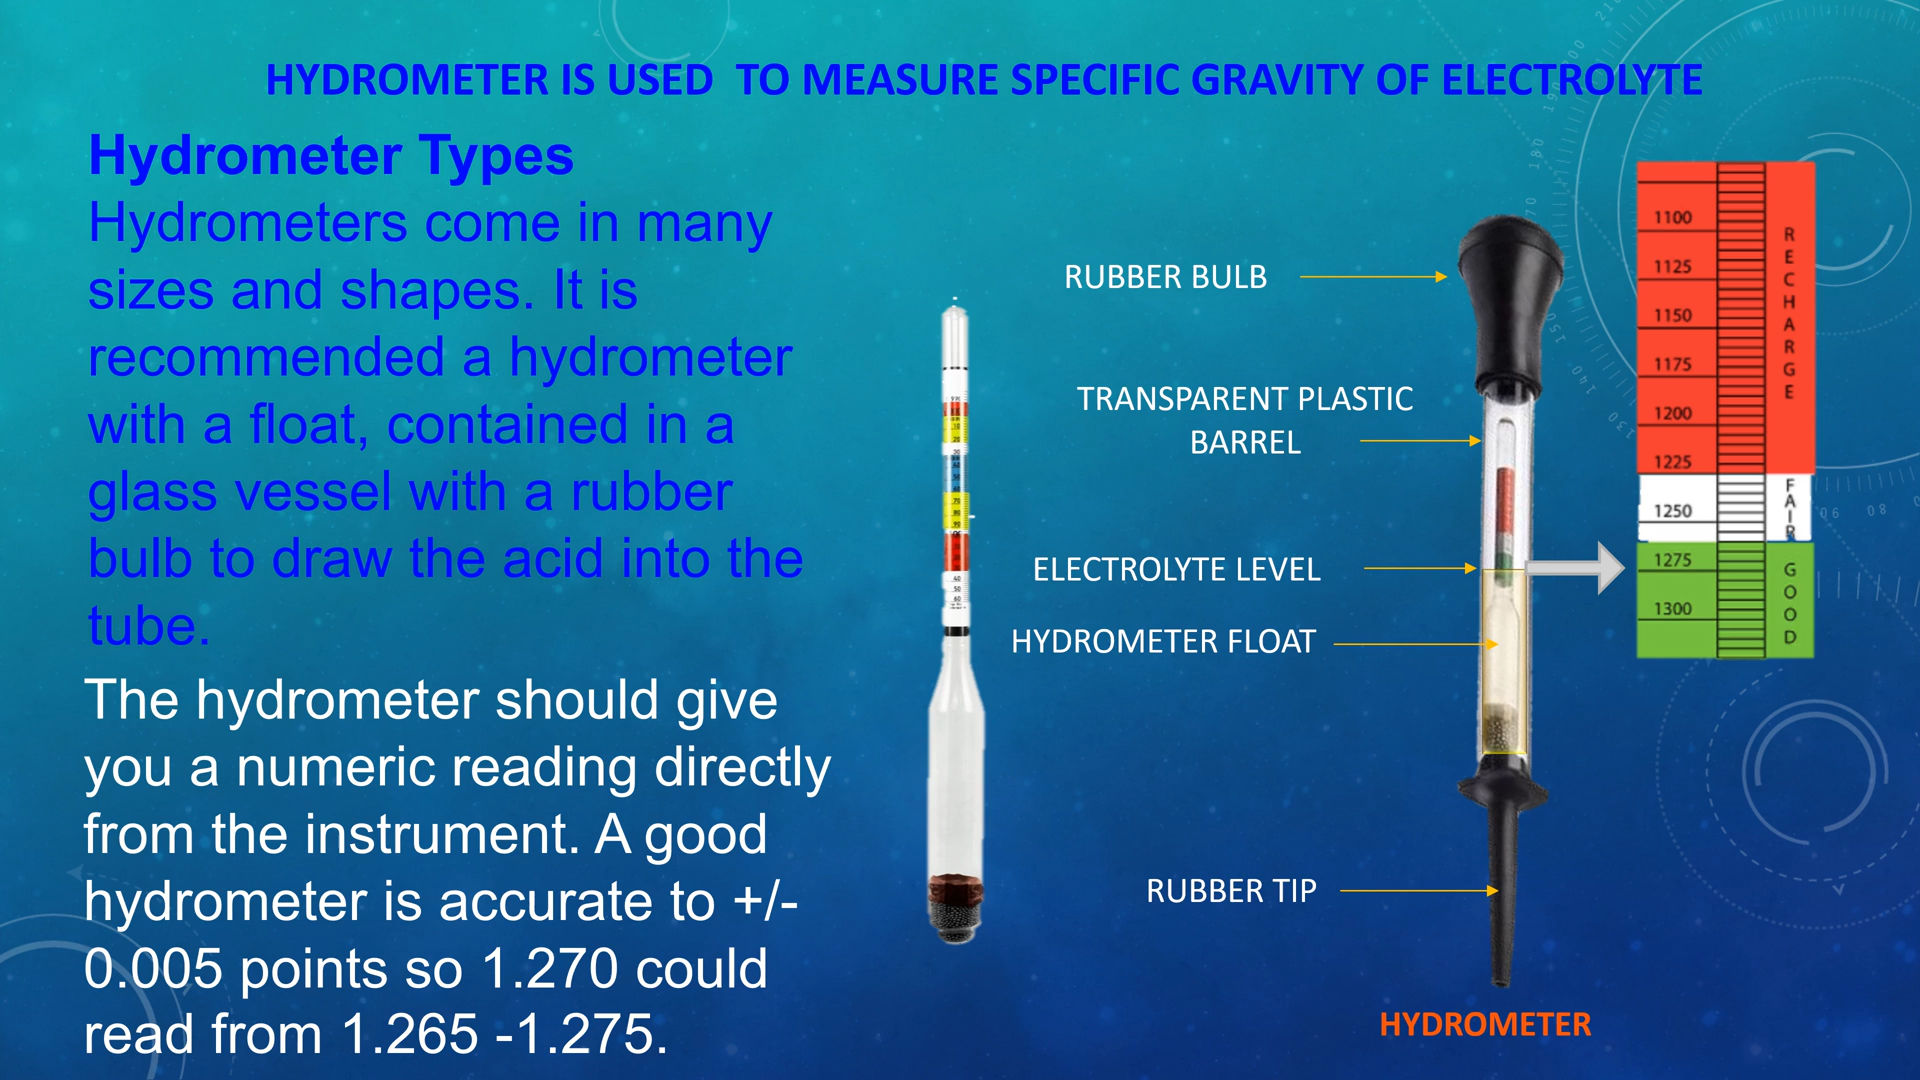 HYDROMETER IS USED  TO MEASURE SPECIFIC GRAVITY OF ELECTROLYTE
Hydrometer Types
Hydrometers come in many
sizes and shapes. It is
recommended a hydrometer
with a float, contained in a
glass vessel with a rubber
bulb to draw the acid into the
tube.
The hydrometer should give
you a numeric reading directly
from the instrument. A good
hydrometer is accurate to +/-
0.005 points so 1.270 could
read from 1.265 -1.275.
RUBBER BULB
TRANSPARENT PLASTIC
BARREL
ELECTROLYTE LEVEL
HYDROMETER FLOAT
RUBBER TIP
HYDROMETER
1100
1125
1150
1175
1200
1225
1250
1275
1300
RECHARGE
FAIR
GOOD